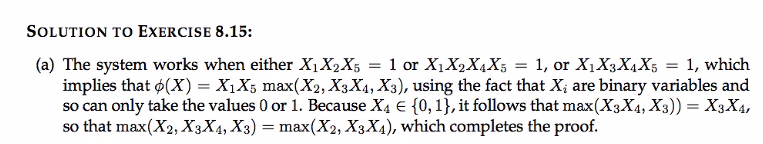 SOLUTION TO EXERCISE 8.15:
(a) The system works when either X₁X₂X₅ = 1 or X₁X₂X₄X₅ = 1, or X₁X₃X₄X₅ = 1, which
implies that ϕ(X) = X₁X₅ max(X₂, X₃X₄, X₃), using the fact that Xᵢ are binary variables and
so can only take the values 0 or 1. Because X₄ ∈ {0, 1}, it follows that max(X₃X₄, X₃)) = X₃X₄,
so that max(X₂, X₃X₄, X₃) = max(X₂, X₃X₄), which completes the proof.